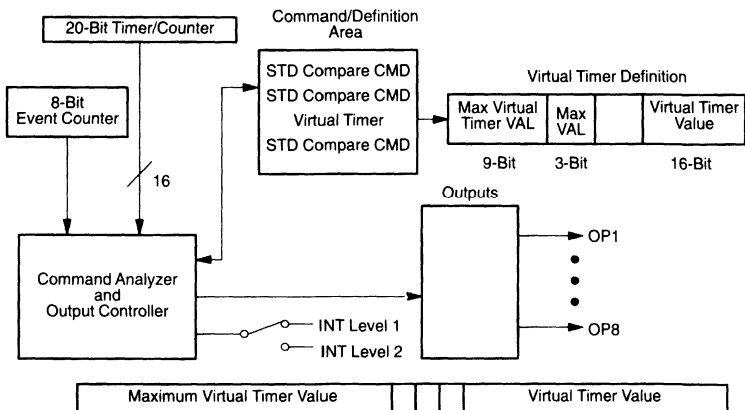 Command/Definition
Area
20-Bit Timer/Counter
STD Compare CMD
STD Compare CMD
Virtual Timer
STD Compare CMD
8-Bit
Event Counter
Virtual Timer Definition
Max Virtual
Timer VAL
Max
VAL
Virtual Timer
Value
9-Bit
3-Bit
16-Bit
16
Outputs
OP1
OP8
Command Analyzer
and
Output Controller
INT Level 1
INT Level 2
Maximum Virtual Timer Value
Virtual Timer Value